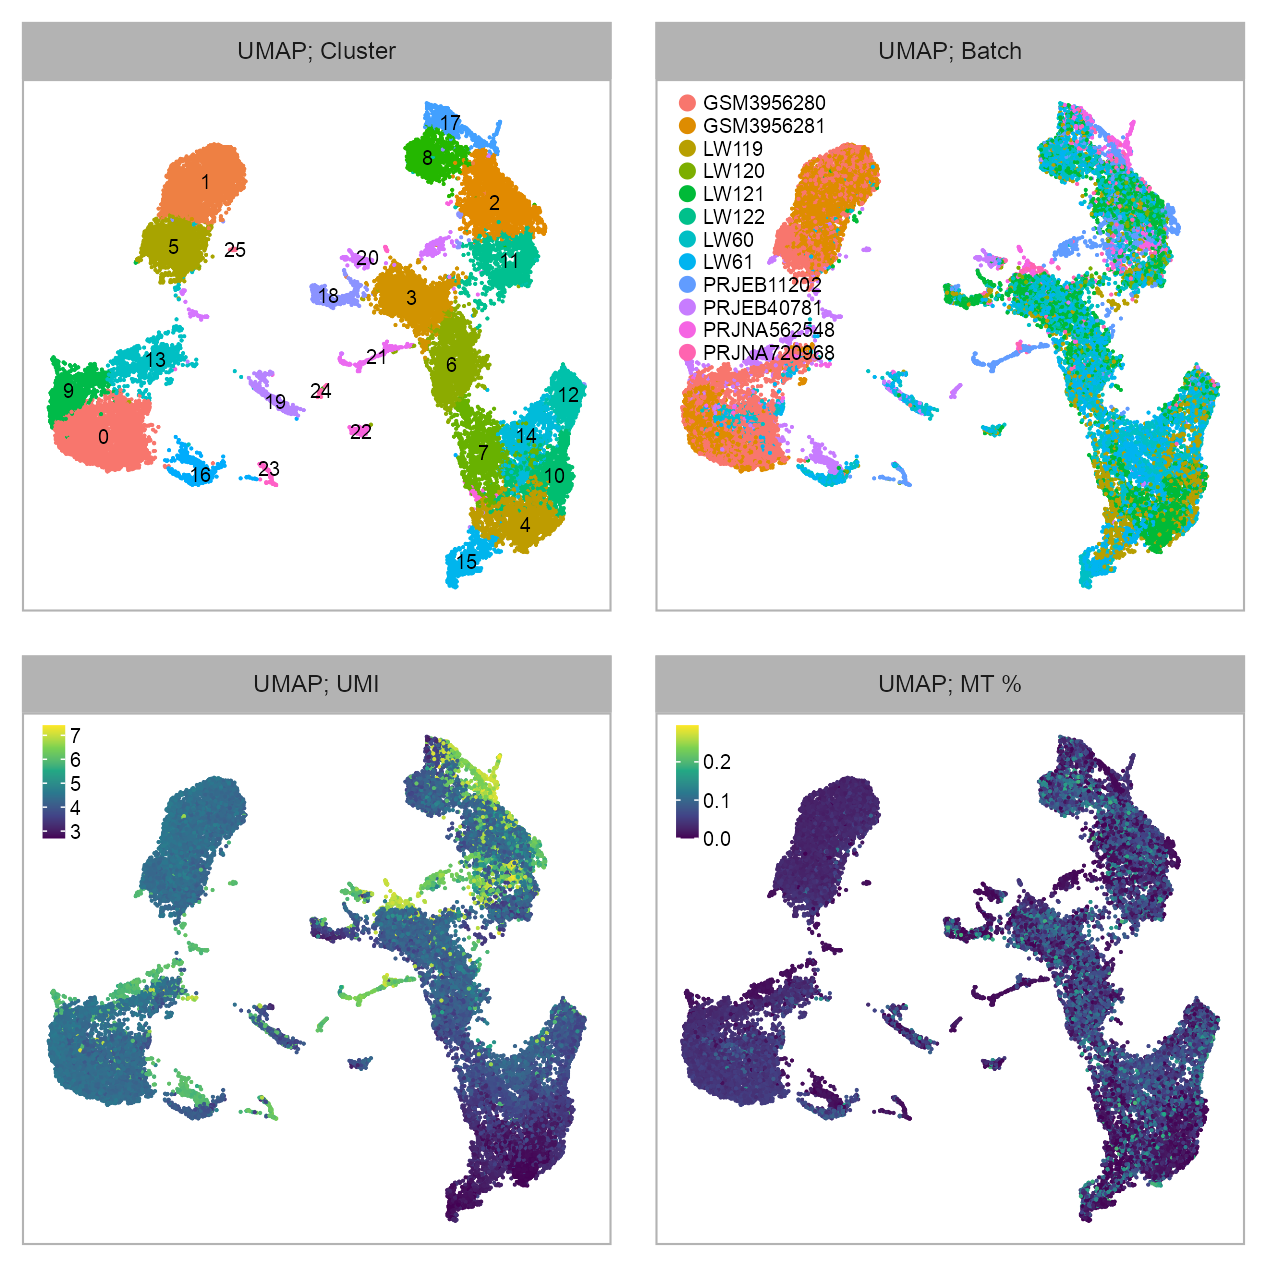 UMAP; Cluster
17
8
1
2
5
25
20
11
18
3
13
21
6
9
24
12
19
0
22
14
7
23
16
10
4
15
UMAP; Batch
GSM3956280
GSM3956281
LW119
LW120
LW121
LW122
LW60
LW61
PRJEB11202
PRJEB40781
PRJNA562548
PRJNA720968
UMAP; UMI
7
6
5
4
3
UMAP; MT %
0.2
0.1
0.0